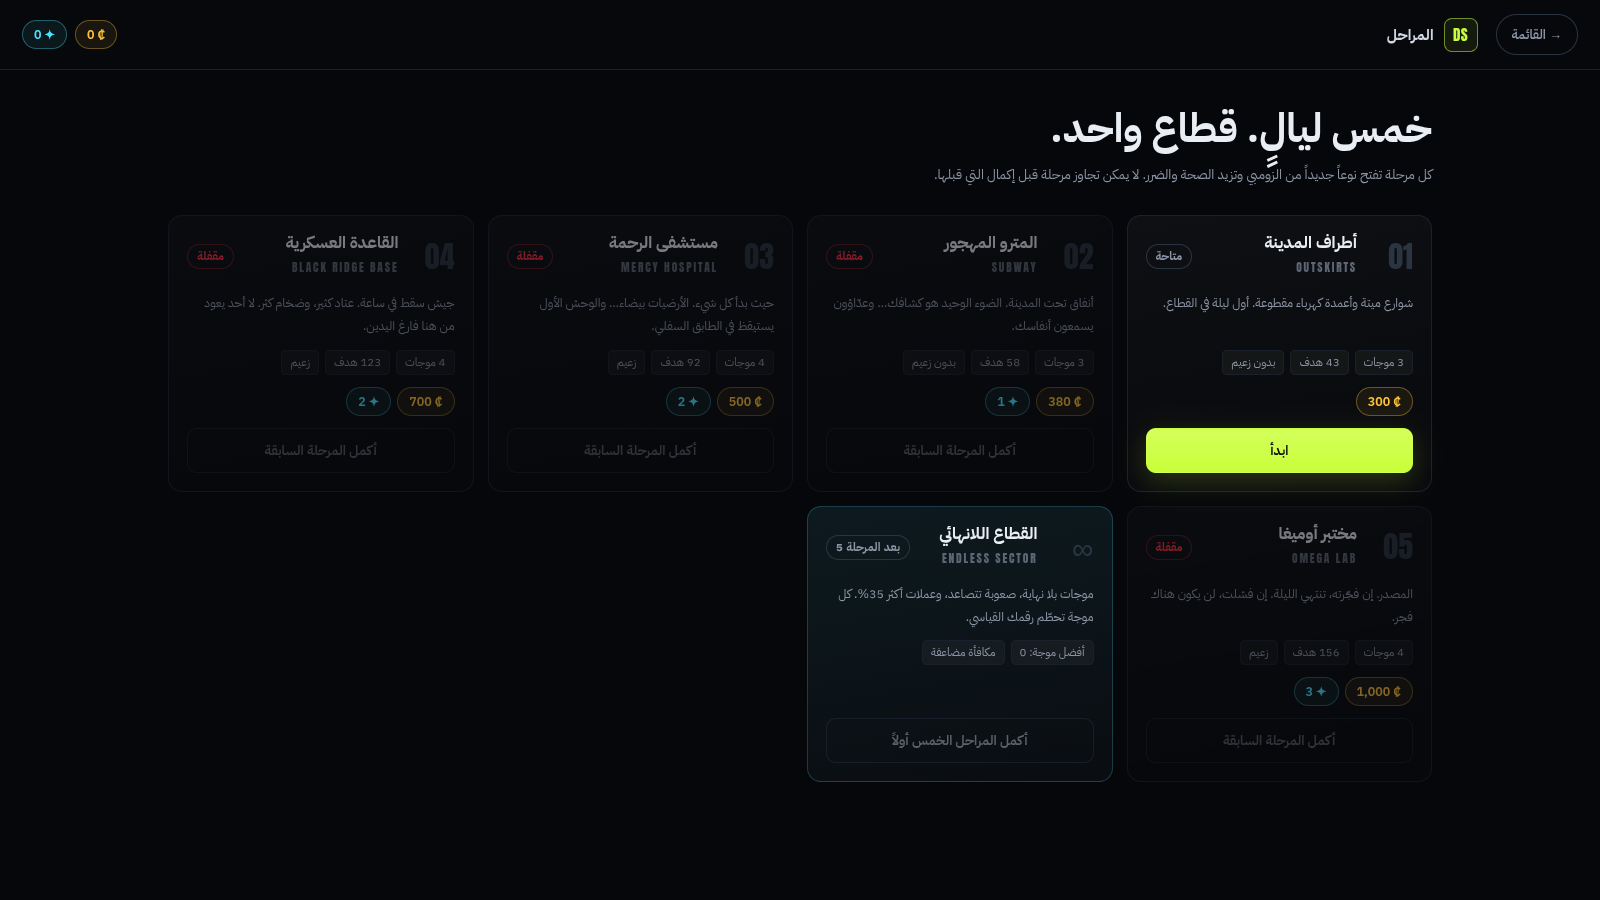 → القائمة
DS
المراحل
₵ 0
✦ 0
خمس ليالٍ. قطاع واحد.
كل مرحلة تفتح نوعاً جديداً من الزومبي وتزيد الصحة والضرر. لا يمكن تجاوز مرحلة قبل إكمال التي قبلها.
01
أطراف المدينة
OUTSKIRTS
متاحة
شوارع ميتة وأعمدة كهرباء مقطوعة. أول ليلة في القطاع.
3 موجات
43 هدف
بدون زعيم
₵ 300
ابدأ
02
المترو المهجور
SUBWAY
مقفلة
أنفاق تحت المدينة. الضوء الوحيد هو كشافك... وعدّاؤون
يسمعون أنفاسك.
3 موجات
58 هدف
بدون زعيم
₵ 380
✦ 1
أكمل المرحلة السابقة
03
مستشفى الرحمة
MERCY HOSPITAL
مقفلة
حيث بدأ كل شيء. الأرضيات بيضاء... والوحش الأول
يستيقظ في الطابق السفلي.
4 موجات
92 هدف
زعيم
₵ 500
✦ 2
أكمل المرحلة السابقة
04
القاعدة العسكرية
BLACK RIDGE BASE
مقفلة
جيش سقط في ساعة. عتاد كثير، وضخام كثر. لا أحد يعود
من هنا فارغ اليدين.
4 موجات
123 هدف
زعيم
₵ 700
✦ 2
أكمل المرحلة السابقة
05
مختبر أوميغا
OMEGA LAB
مقفلة
المصدر. إن فجّرته، تنتهي الليلة. إن فشلت، لن يكون هناك
فجر.
4 موجات
156 هدف
زعيم
₵ 1,000
✦ 3
أكمل المرحلة السابقة
∞
القطاع اللانهائي
ENDLESS SECTOR
بعد المرحلة 5
موجات بلا نهاية، صعوبة تتصاعد، وعملات أكثر 35%. كل
موجة تحطّم رقمك القياسي.
أفضل موجة: 0
مكافأة مضاعفة
أكمل المراحل الخمس أولاً